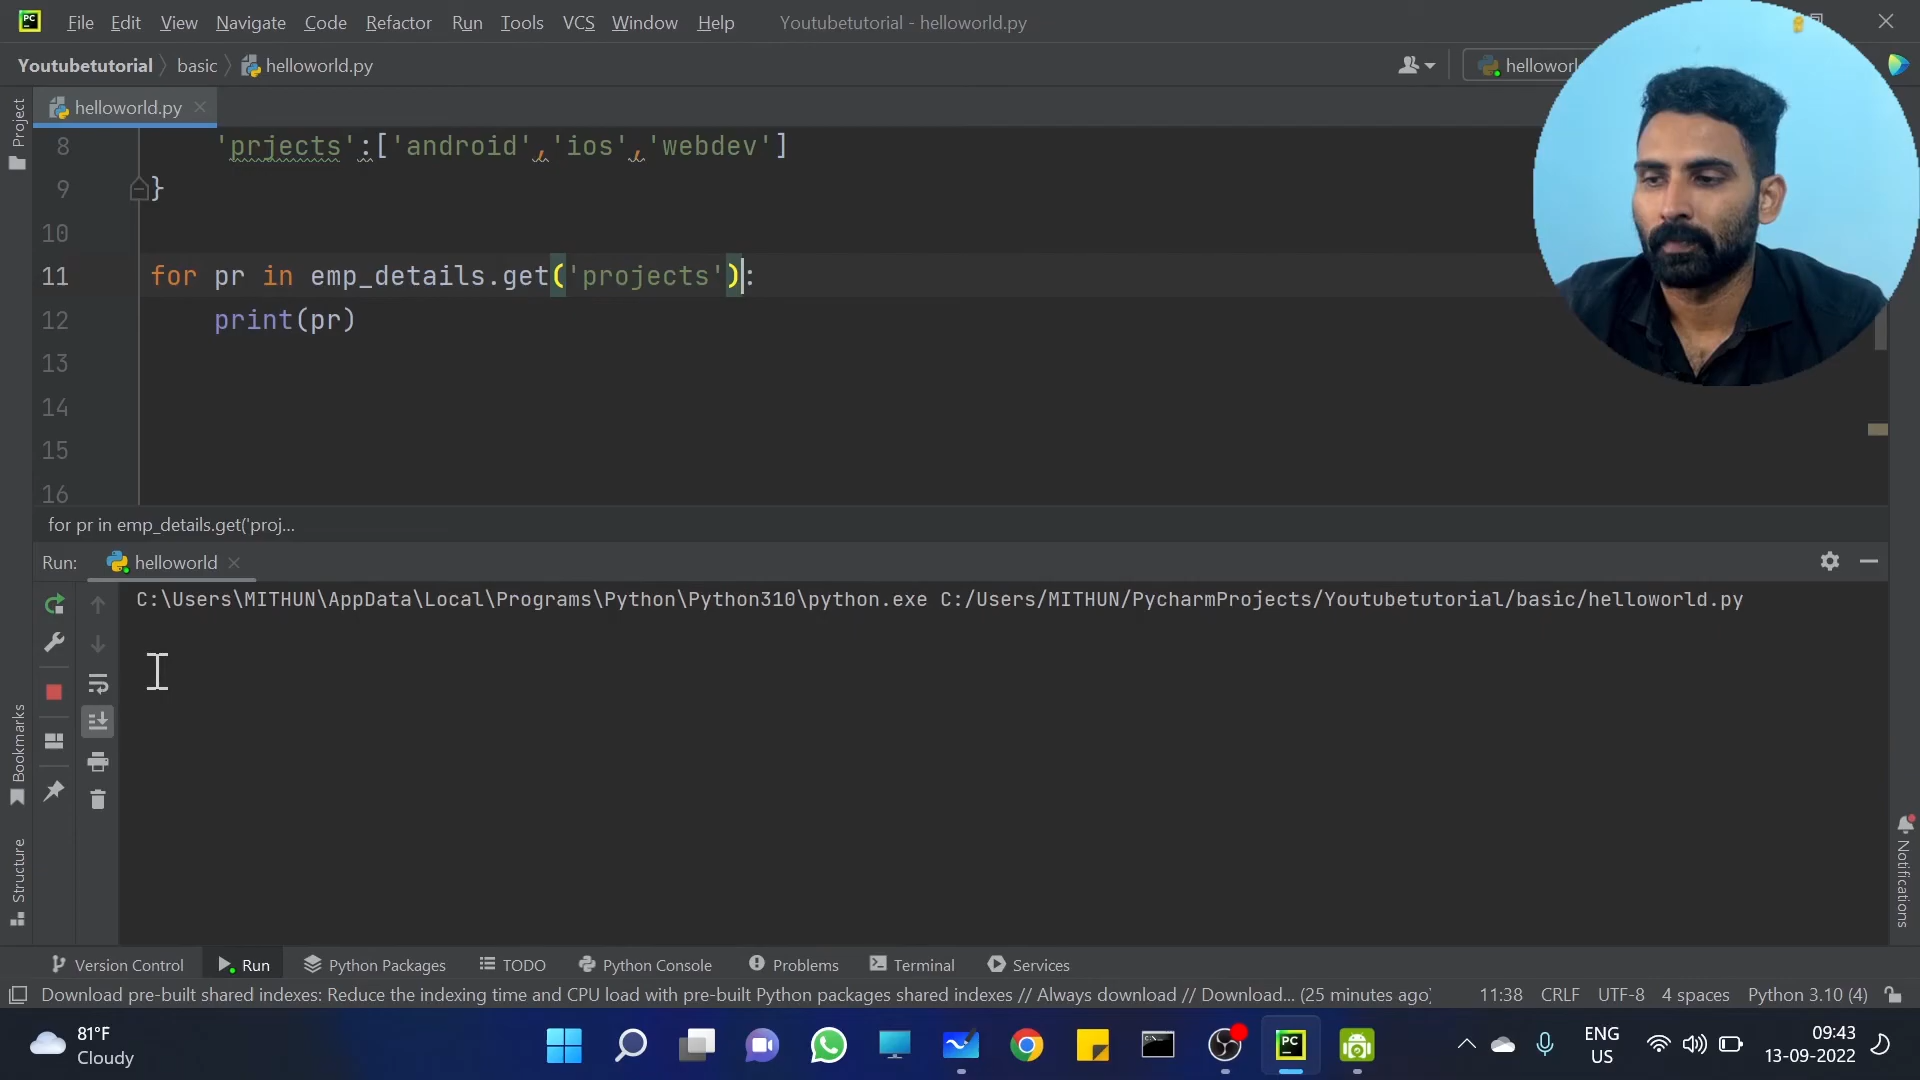 PC File Edit View Navigate Code Refactor Run Tools VCS Window Help Youtubetutorial - helloworld.py
Youtubetutorial basic helloworld.py
helloworld.py
Project
8 'prjects':['android','ios','webdev']
9 }
10
11 for pr in emp_details.get('projects'):
12 print(pr)
13
14
15
16
for pr in emp_details.get('proj...
Run: helloworld
C:\Users\MITHUN\AppData\Local\Programs\Python\Python310\python.exe C:/Users/MITHUN/PycharmProjects/Youtubetutorial/basic/helloworld.py
Bookmarks
Structure
Notifications
Version Control Run Python Packages TODO Python Console Problems Terminal Services
Download pre-built shared indexes: Reduce the indexing time and CPU load with pre-built Python packages shared indexes // Always download // Download... (25 minutes ago) 11:38 CRLF UTF-8 4 spaces Python 3.10 (4)
81°F
Cloudy
PC
ENG
US
09:43
13-09-2022